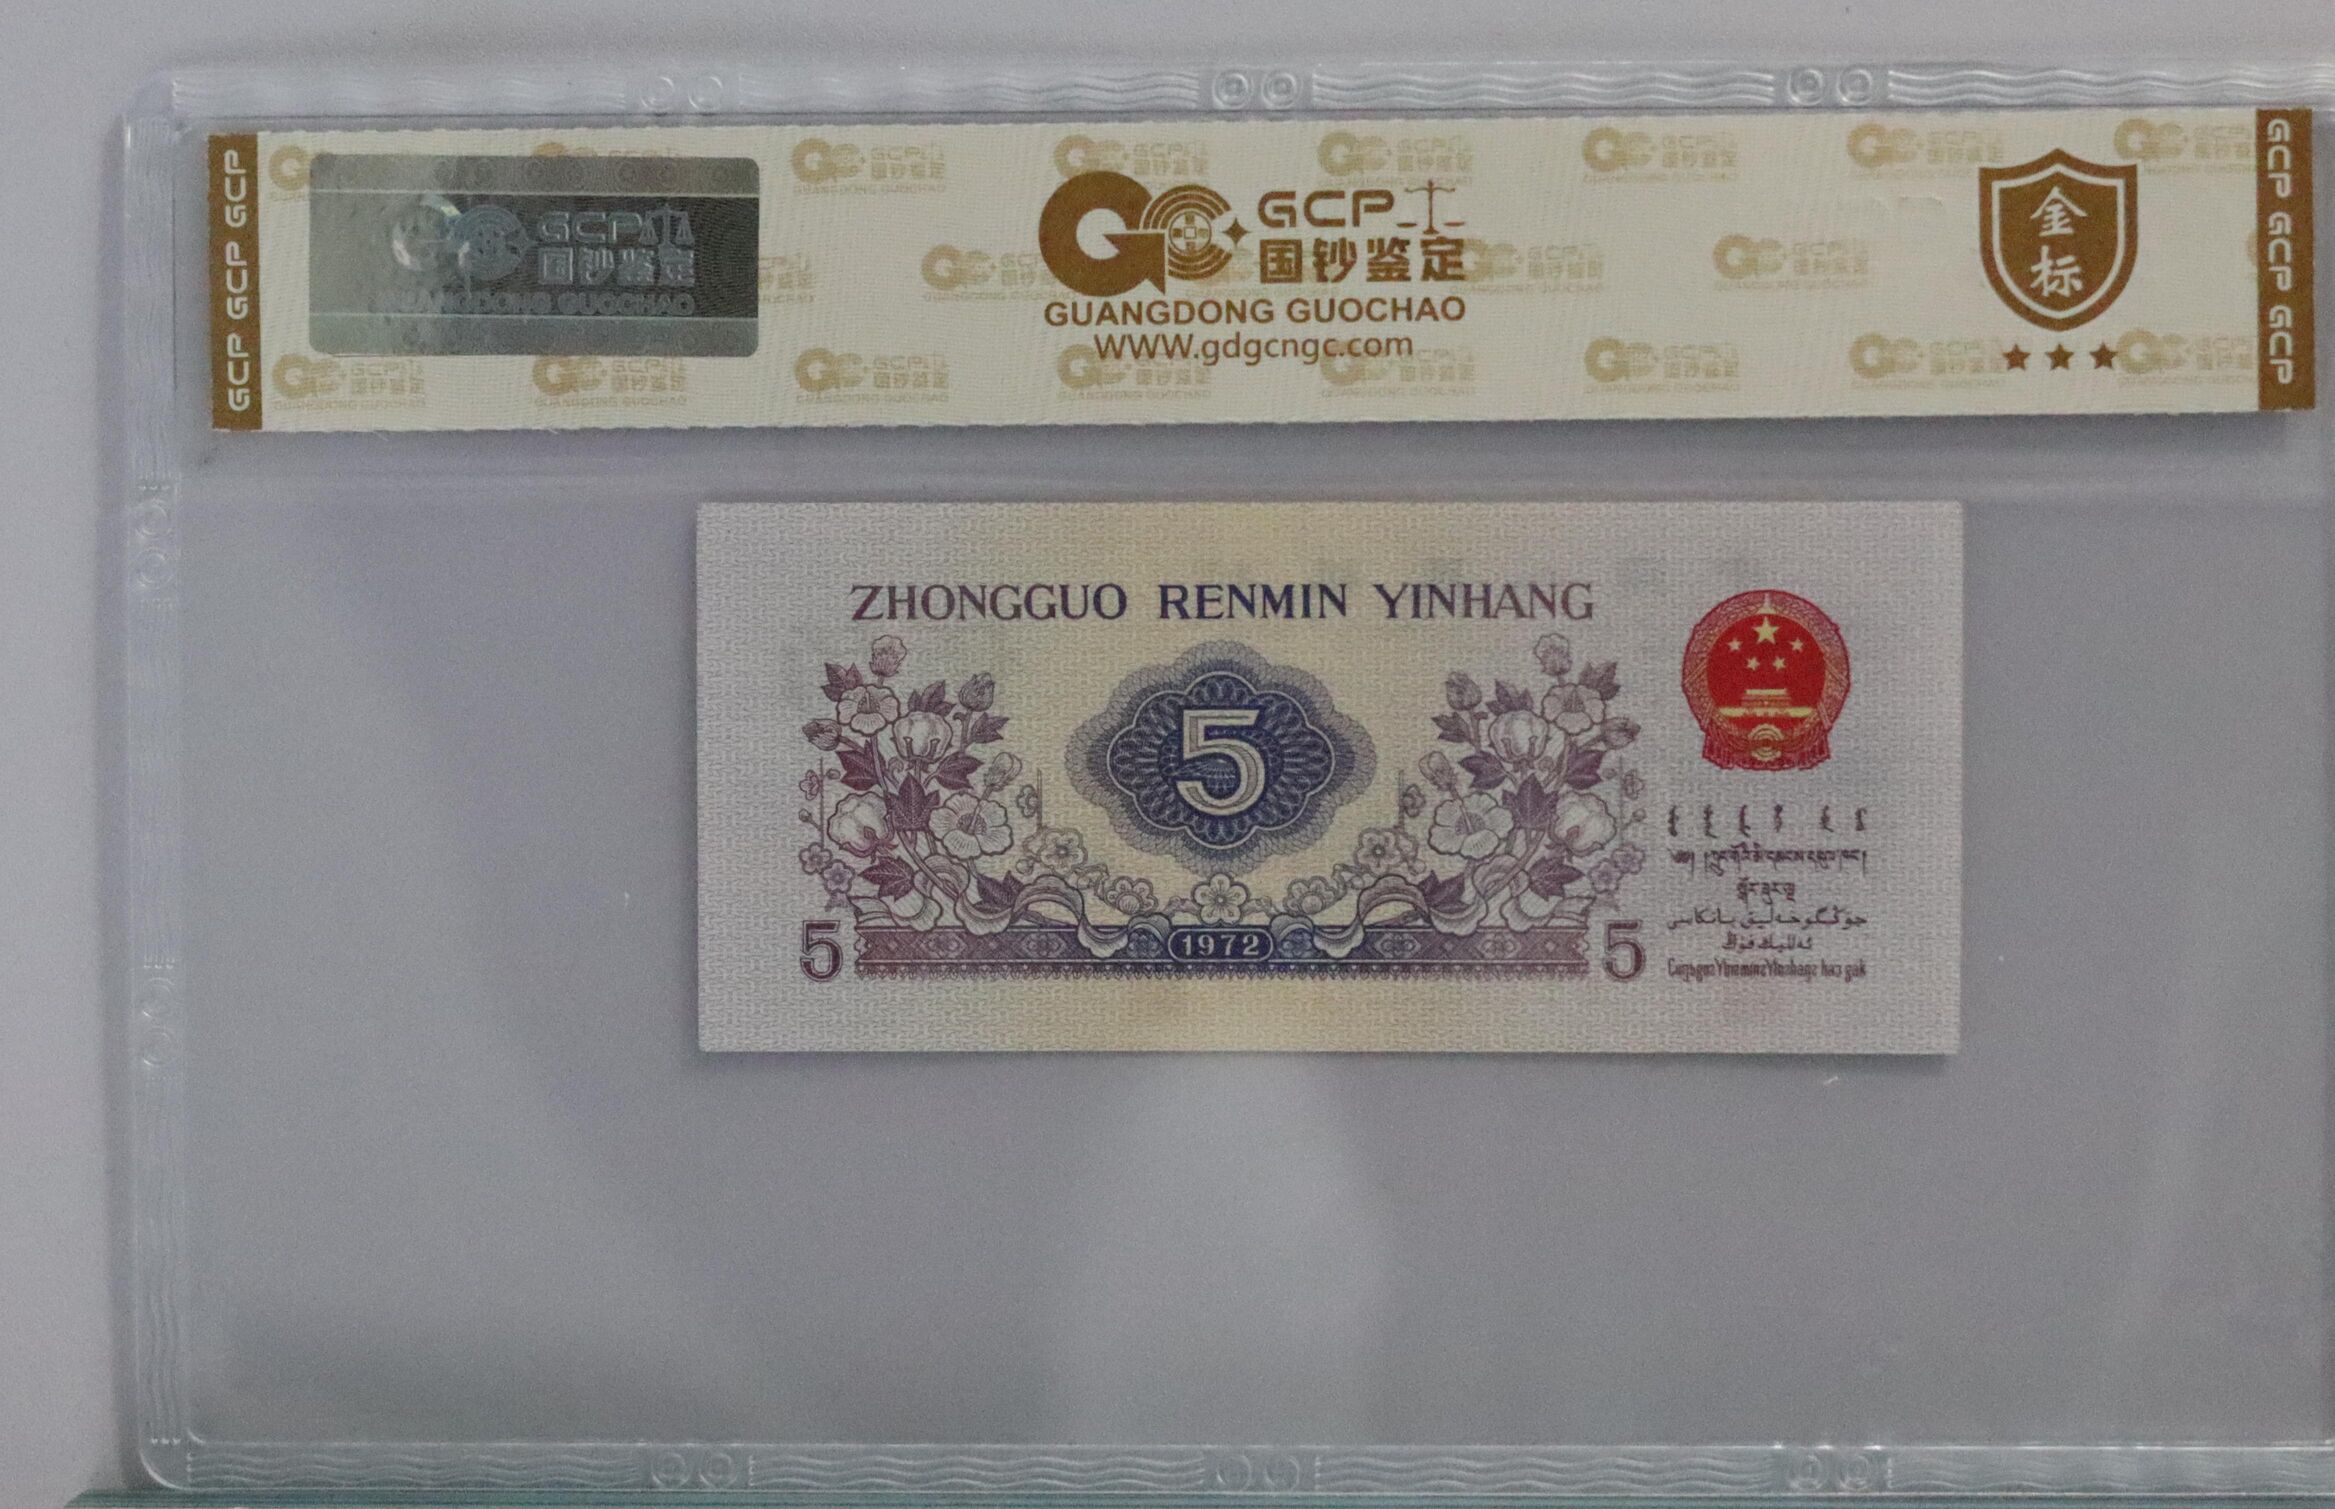 GCP GCP GCP
GCP
国钞鉴定
GUANGDONG GUOCHAO
GCP
国钞鉴定
GUANGDONG GUOCHAO
WWW.gdgcngc.com
金
标
GCP GCP GCP
ZHONGGUO RENMIN YINHANG
5
5
1972
5